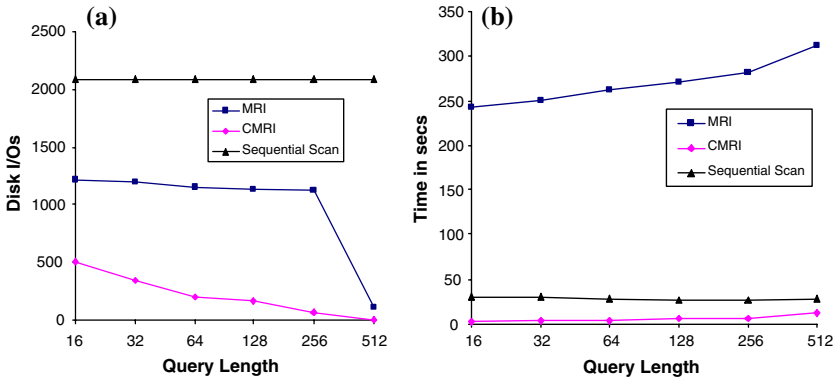 (a)
2500
2000
1500
1000
500
0
Disk I/Os
MRI
CMRI
Sequential Scan
16 32 64 128 256 512
Query Length
(b)
350
300
250
200
150
100
50
0
Time in secs
MRI
CMRI
Sequential Scan
16 32 64 128 256 512
Query Length